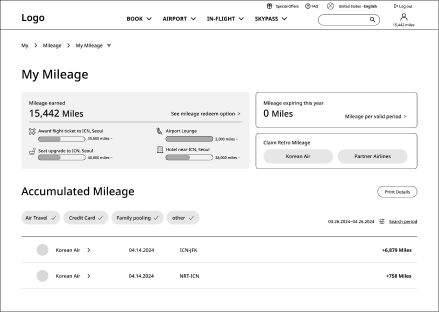 Special Offers FAQ United States - English Log out
Logo BOOK AIRPORT IN-FLIGHT SKYPASS
15,442 miles
My Mileage My Mileage
My Mileage
Mileage earned
15,442 Miles See mileage redeem option >
Award flight ticket to ICN, Seoul
35,000 miles ~
Airport Lounge
2,000 miles ~
Seat upgrade to ICN, Seoul
40,000 miles ~
Hotel near ICN, Seoul
28,000 miles ~
Mileage expiring this year
0 Miles Mileage per valid period >
Claim Retro Mileage
Korean Air Partner Airlines
Accumulated Mileage Print Details
Air Travel Credit Card Family pooling other
03.26.2024~04.26.2024 Search period
Korean Air 04.14.2024 ICN-JFK +6,879 Miles
Korean Air 04.14.2024 NRT-ICN +758 Miles